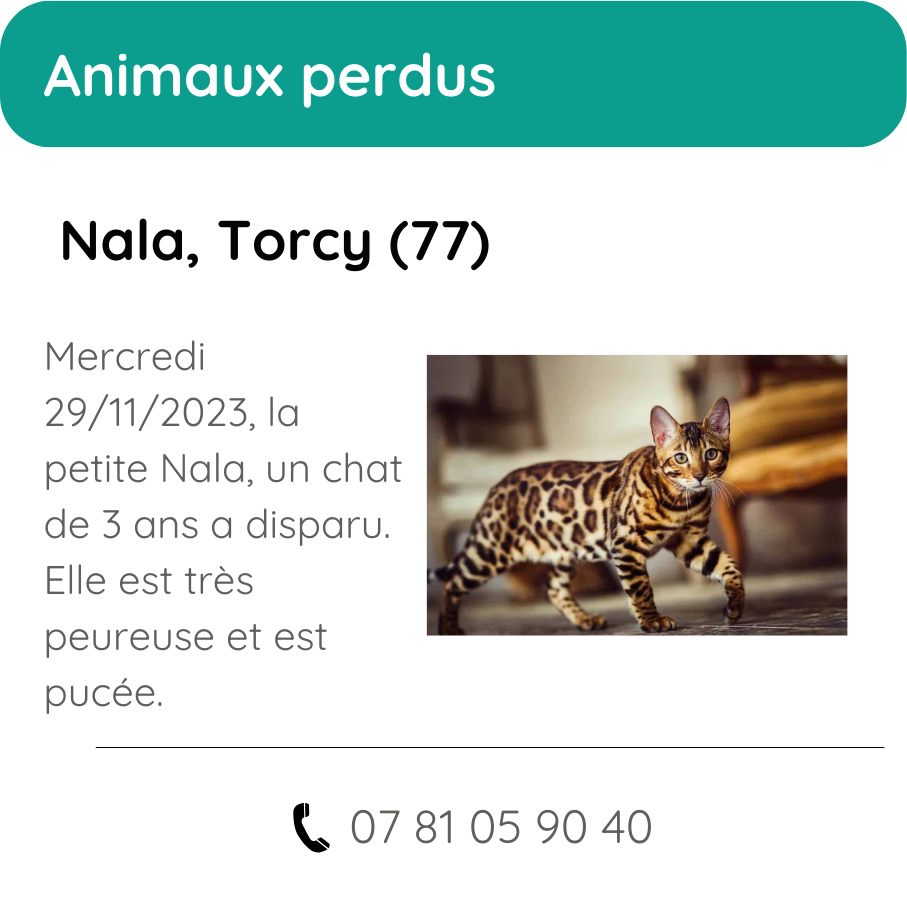 Animaux perdus
Nala, Torcy (77)
Mercredi
29/11/2023, la
petite Nala, un chat
de 3 ans a disparu.
Elle est très
peureuse et est
pucée.
07 81 05 90 40